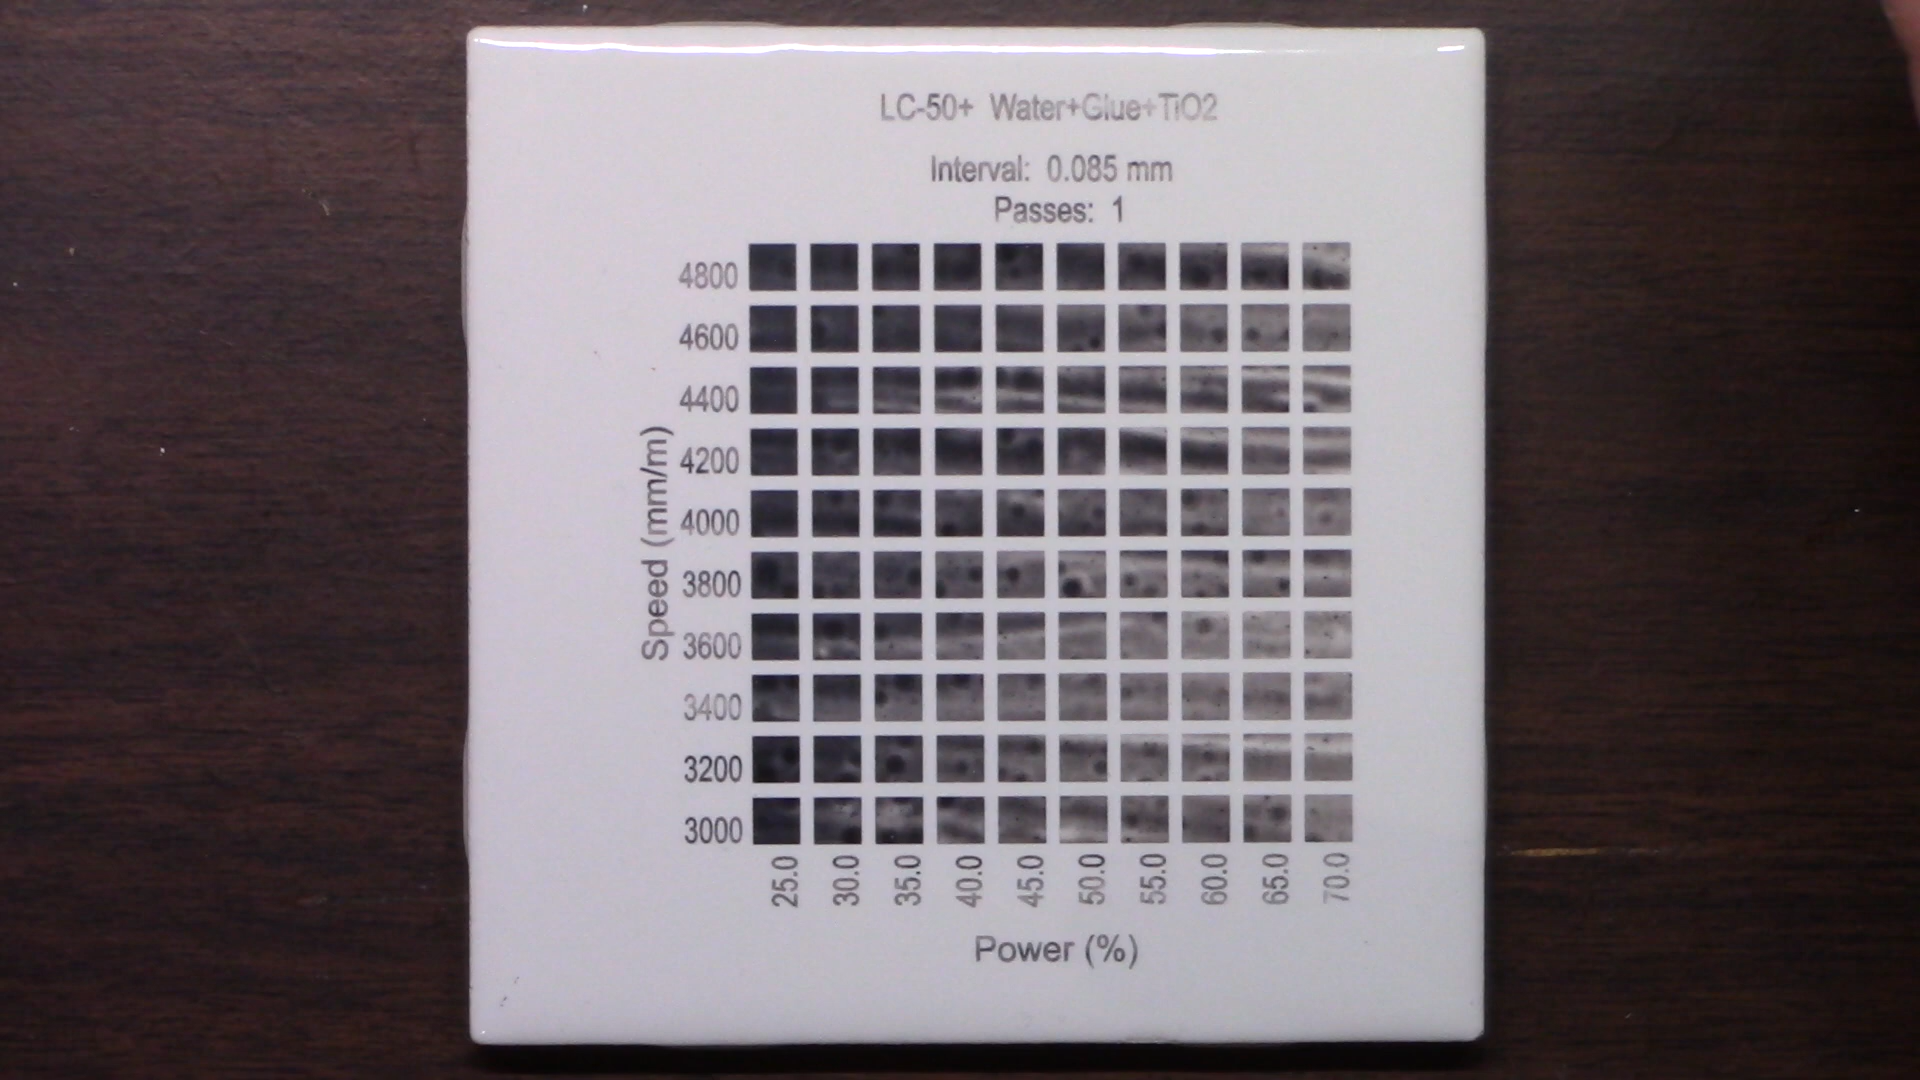 LC-50+ Water+Glue+TiO2
Interval: 0.085 mm
Passes: 1
4800
4600
4400
4200
4000
3800
3600
3400
3200
3000
Speed (mm/m)
25.0 30.0 35.0 40.0 45.0 50.0 55.0 60.0 65.0 70.0
Power (%)